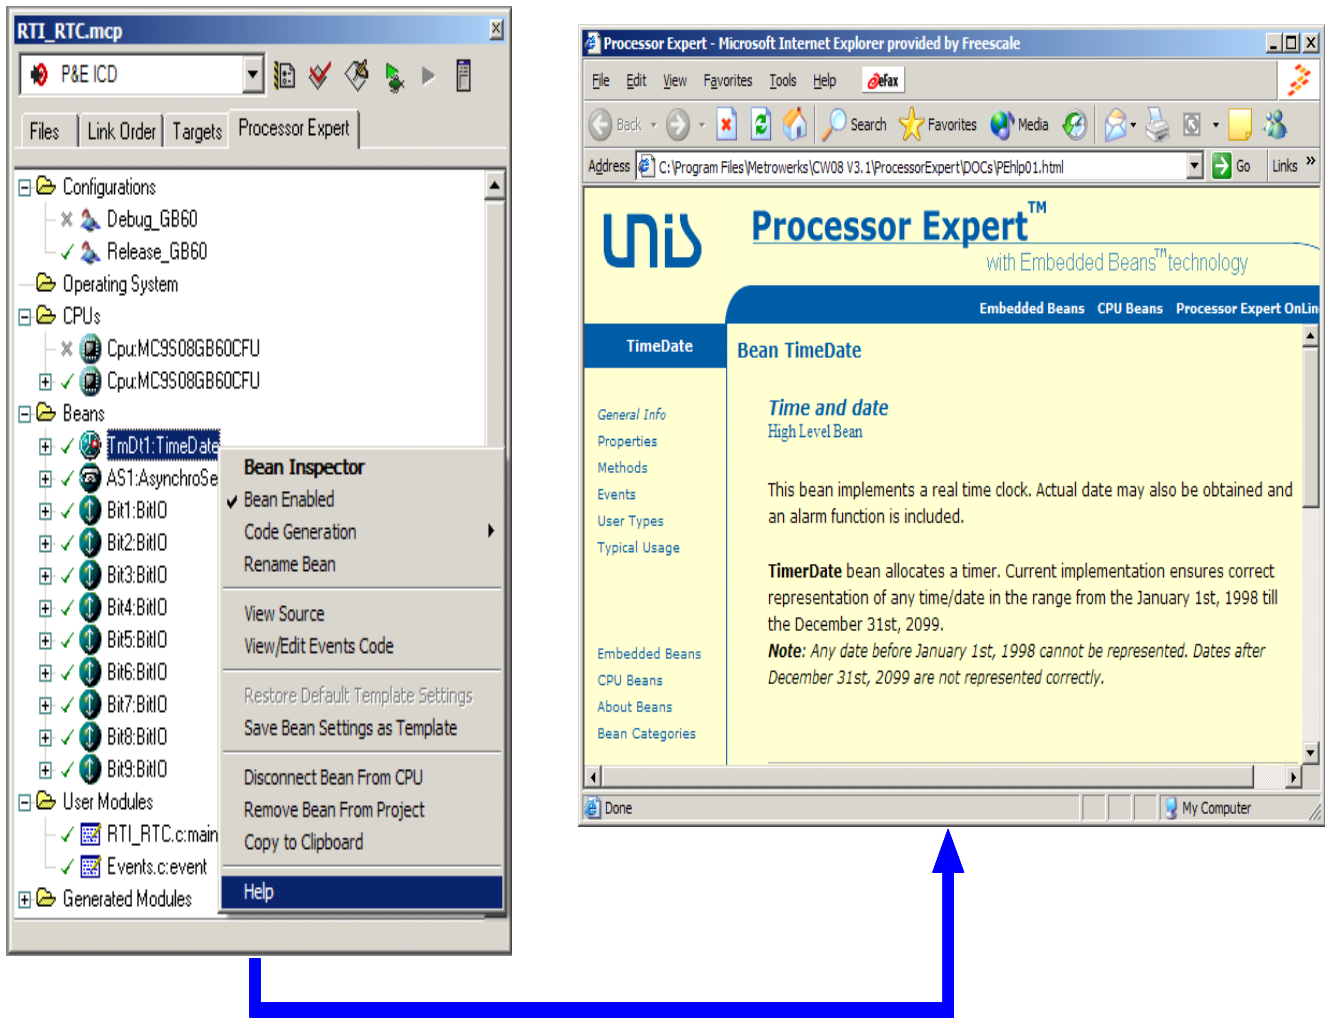 RTI_RTC.mcp
P&E ICD
Files
Link Order
Targets
Processor Expert
Configurations
Debug_GB60
Release_GB60
Operating System
CPUs
Cpu:MC9S08GB60CFU
Cpu:MC9S08GB60CFU
Beans
TmDt1:TimeDate
AS1:AsynchroSe
Bit1:BitIO
Bit2:BitIO
Bit3:BitIO
Bit4:BitIO
Bit5:BitIO
Bit6:BitIO
Bit7:BitIO
Bit8:BitIO
Bit9:BitIO
User Modules
RTI_RTC.c:main
Events.c:event
Generated Modules
Bean Inspector
Bean Enabled
Code Generation
Rename Bean
View Source
View/Edit Events Code
Restore Default Template Settings
Save Bean Settings as Template
Disconnect Bean From CPU
Remove Bean From Project
Copy to Clipboard
Help
Processor Expert - Microsoft Internet Explorer provided by Freescale
File Edit View Favorites Tools Help eFax
Back Search Favorites Media
Address C:\Program Files\Metrowerks\CW08 V3.1\ProcessorExpert\DOCs\PEhlp01.html Go Links »
UNIS
Processor Expert™
with Embedded Beans™technology
Embedded Beans CPU Beans Processor Expert OnLin
TimeDate
General Info
Properties
Methods
Events
User Types
Typical Usage
Embedded Beans
CPU Beans
About Beans
Bean Categories
Bean TimeDate
Time and date
High Level Bean
This bean implements a real time clock. Actual date may also be obtained and
an alarm function is included.
TimerDate bean allocates a timer. Current implementation ensures correct
representation of any time/date in the range from the January 1st, 1998 till
the December 31st, 2099.
Note: Any date before January 1st, 1998 cannot be represented. Dates after
December 31st, 2099 are not represented correctly.
Done
My Computer